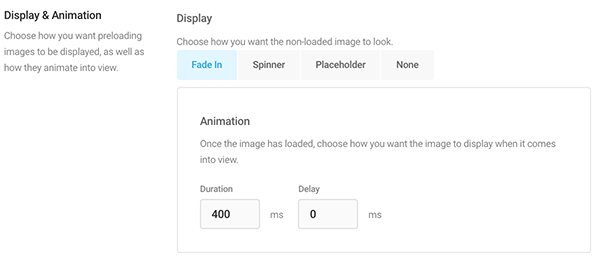 Display & Animation
Choose how you want preloading
images to be displayed, as well as
how they animate into view.
Display
Choose how you want the non-loaded image to look.
Fade In Spinner Placeholder None
Animation
Once the image has loaded, choose how you want the image to display when it comes
into view.
Duration Delay
400 ms 0 ms